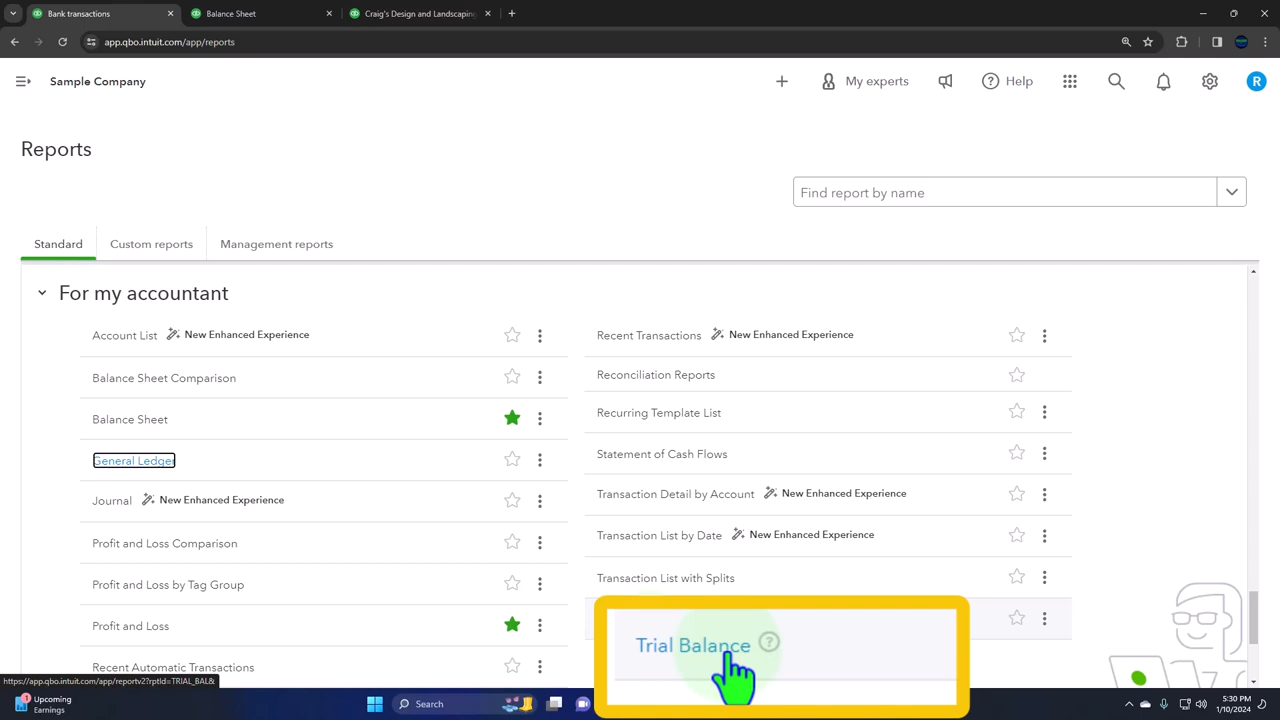 Bank transactions
Balance Sheet
Craig's Design and Landscaping
app.qbo.intuit.com/app/reports
Sample Company
My experts
Help
R
Reports
Find report by name
Standard
Custom reports
Management reports
For my accountant
Account List New Enhanced Experience
Recent Transactions New Enhanced Experience
Balance Sheet Comparison
Reconciliation Reports
Balance Sheet
Recurring Template List
General Ledger
Statement of Cash Flows
Journal New Enhanced Experience
Transaction Detail by Account New Enhanced Experience
Profit and Loss Comparison
Transaction List by Date New Enhanced Experience
Profit and Loss by Tag Group
Transaction List with Splits
Profit and Loss
Trial Balance ?
Recent Automatic Transactions
https://app.qbo.intuit.com/app/reportv2?rptId=TRIAL_BAL&
1
Upcoming
Earnings
Search
5:30 PM
1/10/2024